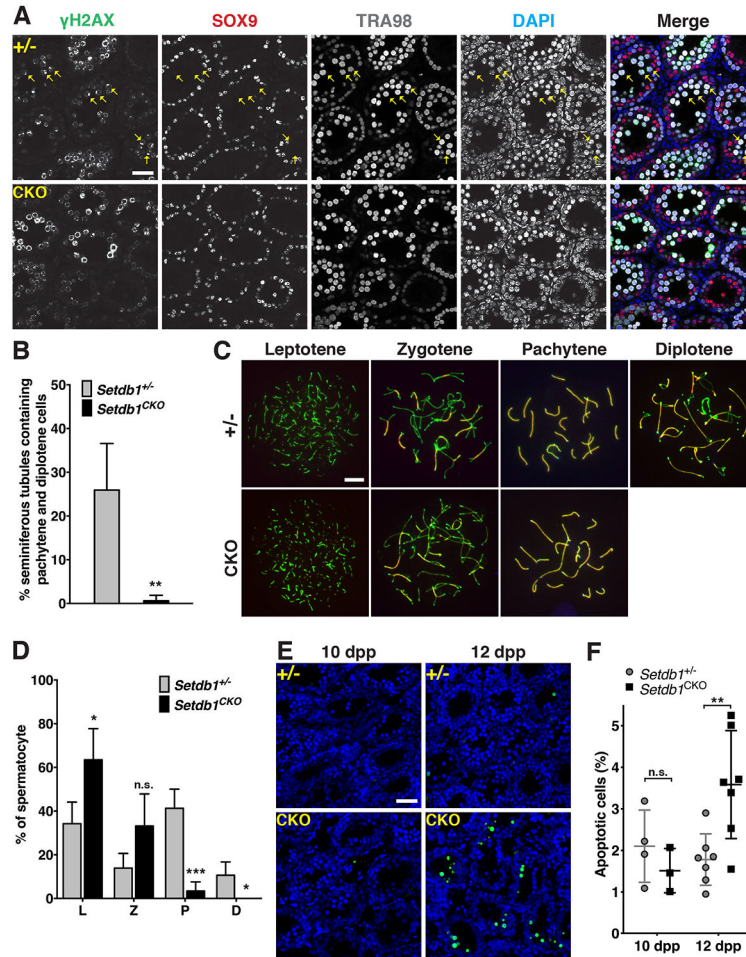 A
γH2AX SOX9 TRA98 DAPI Merge
+/-
CKO
B
% seminiferous tubules containing
pachytene and diplotene cells
50
40
30
20
10
0
Setdb1+/-
Setdb1CKO
**
C
Leptotene Zygotene Pachytene Diplotene
+/-
CKO
D
% of spermatocyte
100
80
60
40
20
0
Setdb1+/-
Setdb1CKO
* n.s. *** *
L Z P D
E
10 dpp 12 dpp
+/- +/-
CKO CKO
F
Setdb1+/-
Setdb1CKO
Apoptotic cells (%)
5
4
3
2
1
0
n.s. **
10 dpp 12 dpp